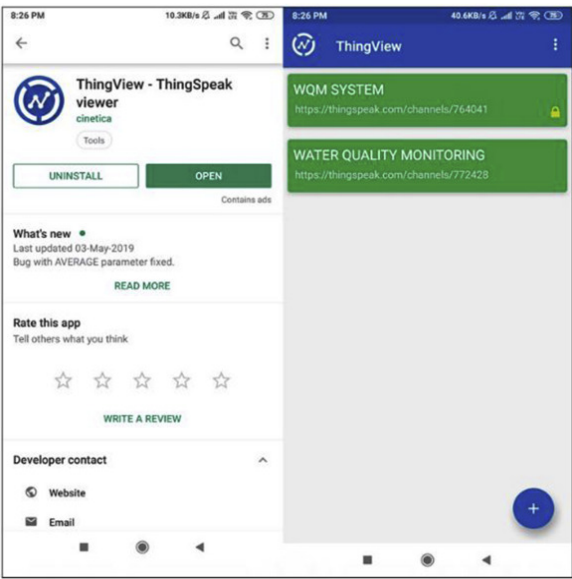 8:26 PM
10.3KB/s
ThingView - ThingSpeak
viewer
cinetica
Tools
UNINSTALL
OPEN
Contains ads
What's new
Last updated 03-May-2019
Bug with AVERAGE parameter fixed.
READ MORE
Rate this app
Tell others what you think
WRITE A REVIEW
Developer contact
Website
Email
8:26 PM
40.6KB/s
ThingView
WQM SYSTEM
https://thingspeak.com/channels/764041
WATER QUALITY MONITORING
https://thingspeak.com/channels/772428
+